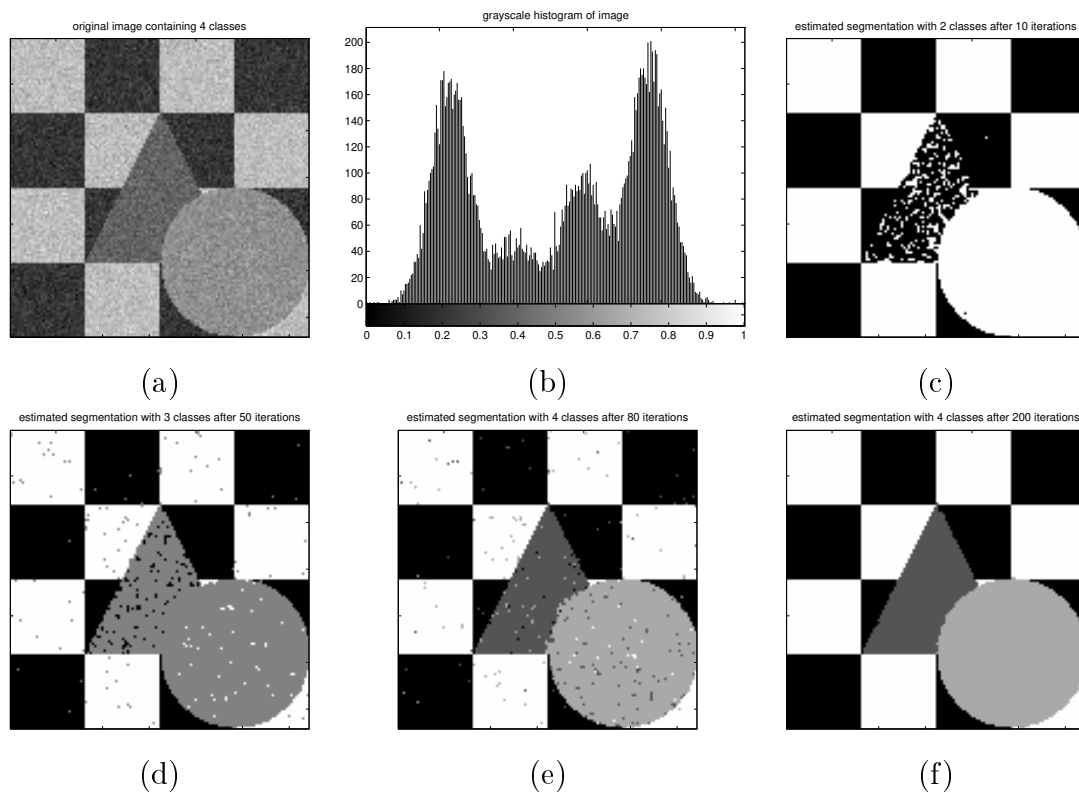 original image containing 4 classes
grayscale histogram of image
estimated segmentation with 2 classes after 10 iterations
200
180
160
140
120
100
80
60
40
20
0
0 0.1 0.2 0.3 0.4 0.5 0.6 0.7 0.8 0.9 1
(a) (b) (c)
estimated segmentation with 3 classes after 50 iterations
estimated segmentation with 4 classes after 80 iterations
estimated segmentation with 4 classes after 200 iterations
(d) (e) (f)